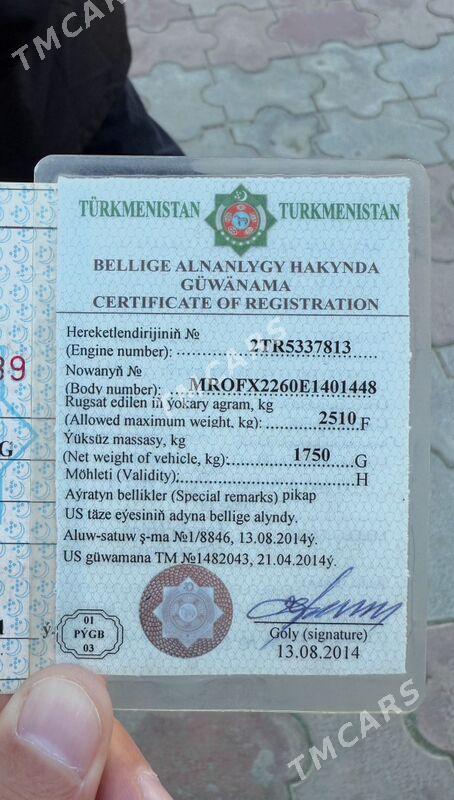 TMCARS
TÜRKMENISTAN TURKMENISTAN
BELLIGE ALNANLYGY HAKYNDA
GÜWÄNAMA
CERTIFICATE OF REGISTRATION
Hereketlendirijiniň №
(Engine number): 2TR5337813
Nowanyň №
(Body number): MROFX2260E1401448
Rugsat edilen iň ýokary agram, kg
(Allowed maximum weight, kg): 2510 F
Ýüksüz massasy, kg
(Net weight of vehicle, kg): 1750 G
Möhleti (Validity): H
Aýratyn bellikler (Special remarks) pikap
US täze eýesiniň adyna bellige alyndy.
Aluw-satuw ş-ma №1/8846, 13.08.2014ý.
US güwamana TM №1482043, 21.04.2014ý.
01
PÝGB
03
Goly (signature)
13.08.2014
39
G
ý.
TMCARS
TMCARS
TMCARS